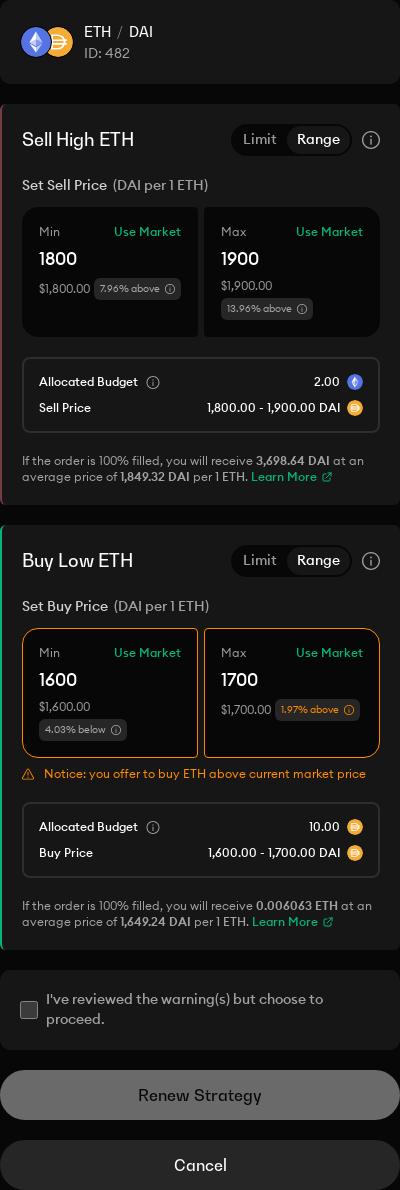 ETH / DAI
ID: 482
Sell High ETH
Limit Range
Set Sell Price (DAI per 1 ETH)
Min Use Market
1800
$1,800.00 7.96% above
Max Use Market
1900
$1,900.00
13.96% above
Allocated Budget 2.00
Sell Price 1,800.00 - 1,900.00 DAI
If the order is 100% filled, you will receive 3,698.64 DAI at an
average price of 1,849.32 DAI per 1 ETH. Learn More
Buy Low ETH
Limit Range
Set Buy Price (DAI per 1 ETH)
Min Use Market
1600
$1,600.00
4.03% below
Max Use Market
1700
$1,700.00 1.97% above
Notice: you offer to buy ETH above current market price
Allocated Budget 10.00
Buy Price 1,600.00 - 1,700.00 DAI
If the order is 100% filled, you will receive 0.006063 ETH at an
average price of 1,649.24 DAI per 1 ETH. Learn More
I've reviewed the warning(s) but choose to
proceed.
Renew Strategy
Cancel